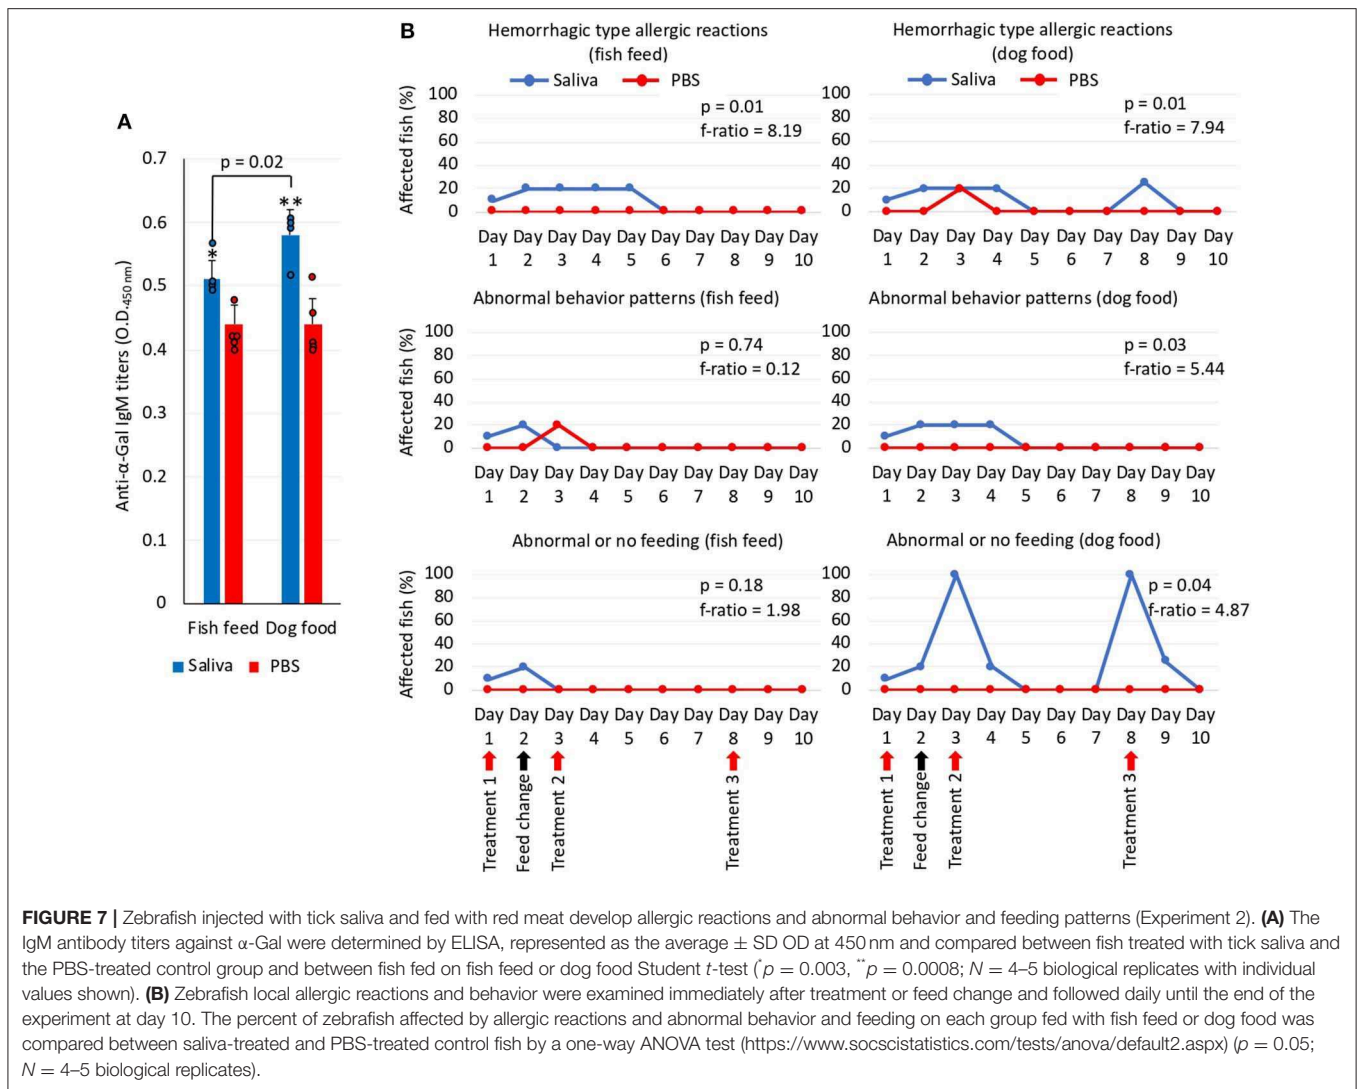 A
p = 0.02
**
*
0.7
0.6
0.5
0.4
0.3
0.2
0.1
0
Anti-α-Gal IgM titers (O.D.450 nm)
Fish feed Dog food
Saliva PBS
B
Hemorrhagic type allergic reactions
(fish feed)
Saliva PBS
Affected fish (%)
100
80
60
40
20
0
p = 0.01
f-ratio = 8.19
Day Day Day Day Day Day Day Day Day Day
1 2 3 4 5 6 7 8 9 10
Hemorrhagic type allergic reactions
(dog food)
Saliva PBS
100
80
60
40
20
0
p = 0.01
f-ratio = 7.94
Day Day Day Day Day Day Day Day Day Day
1 2 3 4 5 6 7 8 9 10
Abnormal behavior patterns (fish feed)
Affected fish (%)
100
80
60
40
20
0
p = 0.74
f-ratio = 0.12
Day Day Day Day Day Day Day Day Day Day
1 2 3 4 5 6 7 8 9 10
Abnormal behavior patterns (dog food)
100
80
60
40
20
0
p = 0.03
f-ratio = 5.44
Day Day Day Day Day Day Day Day Day Day
1 2 3 4 5 6 7 8 9 10
Abnormal or no feeding (fish feed)
Affected fish (%)
100
80
60
40
20
0
p = 0.18
f-ratio = 1.98
Day Day Day Day Day Day Day Day Day Day
1 2 3 4 5 6 7 8 9 10
Treatment 1
Feed change
Treatment 2
Treatment 3
Abnormal or no feeding (dog food)
100
80
60
40
20
0
p = 0.04
f-ratio = 4.87
Day Day Day Day Day Day Day Day Day Day
1 2 3 4 5 6 7 8 9 10
Treatment 1
Feed change
Treatment 2
Treatment 3
FIGURE 7 | Zebrafish injected with tick saliva and fed with red meat develop allergic reactions and abnormal behavior and feeding patterns (Experiment 2). (A) The
IgM antibody titers against α-Gal were determined by ELISA, represented as the average ± SD OD at 450 nm and compared between fish treated with tick saliva and
the PBS-treated control group and between fish fed on fish feed or dog food Student t-test (*p = 0.003, **p = 0.0008; N = 4–5 biological replicates with individual
values shown). (B) Zebrafish local allergic reactions and behavior were examined immediately after treatment or feed change and followed daily until the end of the
experiment at day 10. The percent of zebrafish affected by allergic reactions and abnormal behavior and feeding on each group fed with fish feed or dog food was
compared between saliva-treated and PBS-treated control fish by a one-way ANOVA test (https://www.socscistatistics.com/tests/anova/default2.aspx) (p = 0.05;
N = 4–5 biological replicates).